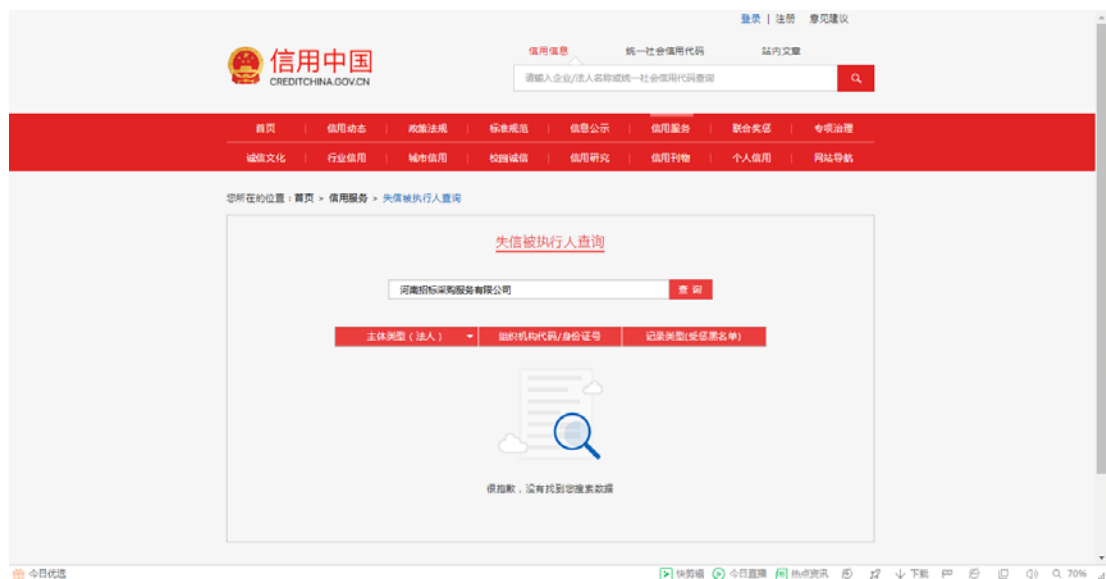 登录 | 注册 意见建议
信用中国
CREDITCHINA.GOV.CN
信用信息 统一社会信用代码 站内文章
请输入企业/法人名称或统一社会信用代码查询
首页 | 信用动态 | 政策法规 | 标准规范 | 信息公示 | 信用服务 | 联合奖惩 | 专项治理
诚信文化 | 行业信用 | 城市信用 | 校园诚信 | 信用研究 | 信用刊物 | 个人信用 | 网站导航
您所在的位置：首页 > 信用服务 > 失信被执行人查询
失信被执行人查询
河南招标采购服务有限公司 查 询
主体类型（法人） 组织机构代码/身份证号 记录类型(受惩黑名单)
很抱歉，没有找到您搜索数据
今日优选 快剪辑 今日直播 热点资讯 下载 70%